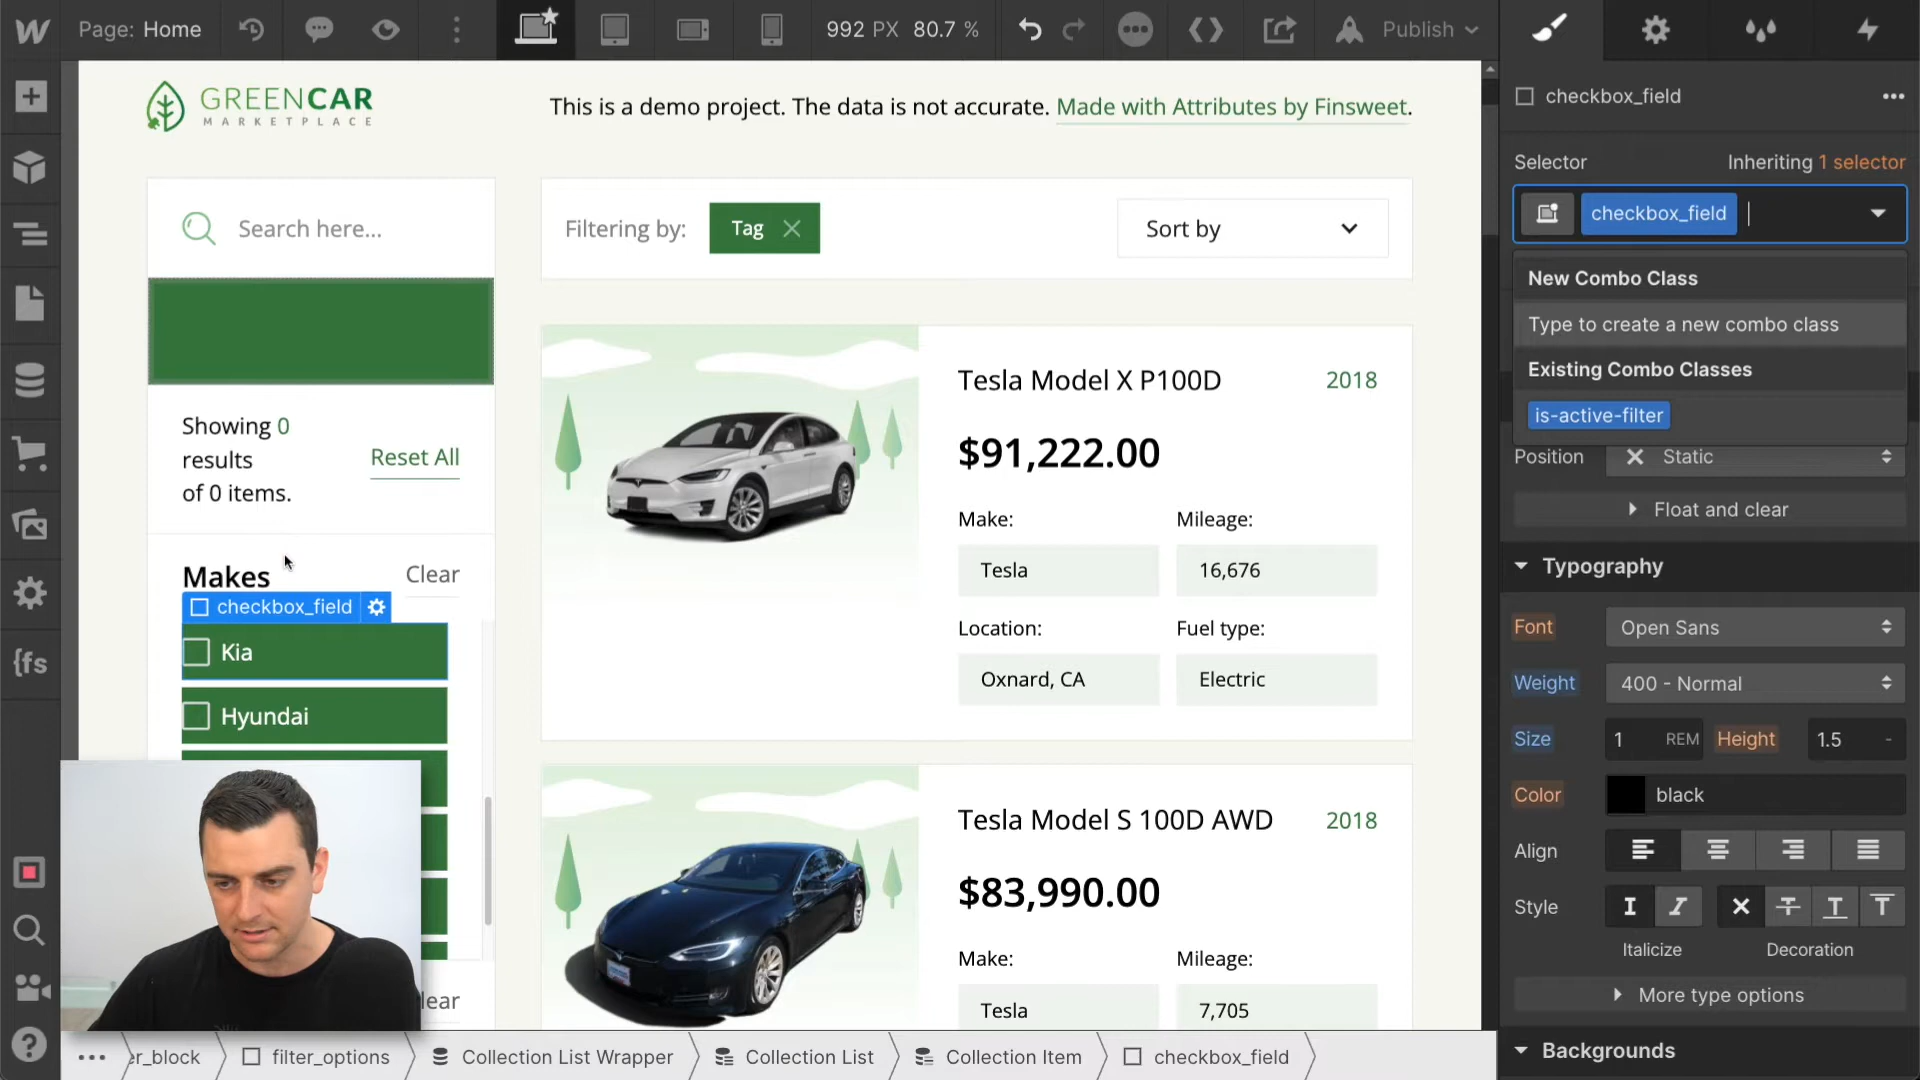 Page: Home
992 PX 80.7 %
Publish
GREENCAR
MARKETPLACE
This is a demo project. The data is not accurate. Made with Attributes by Finsweet.
Search here...
Filtering by:
Tag
Sort by
Showing 0
results
of 0 items.
Reset All
Makes
Clear
checkbox_field
Kia
Hyundai
lear
Tesla Model X P100D
2018
$91,222.00
Make:
Mileage:
Tesla
16,676
Location:
Fuel type:
Oxnard, CA
Electric
Tesla Model S 100D AWD
2018
$83,990.00
Make:
Mileage:
Tesla
7,705
{fs
er_block
filter_options
Collection List Wrapper
Collection List
Collection Item
checkbox_field
checkbox_field
Selector
Inheriting 1 selector
checkbox_field
New Combo Class
Type to create a new combo class
Existing Combo Classes
is-active-filter
Position
Static
Float and clear
Typography
Font
Open Sans
Weight
400 - Normal
Size
1 REM
Height
1.5 -
Color
black
Align
Style
Italicize
Decoration
More type options
Backgrounds